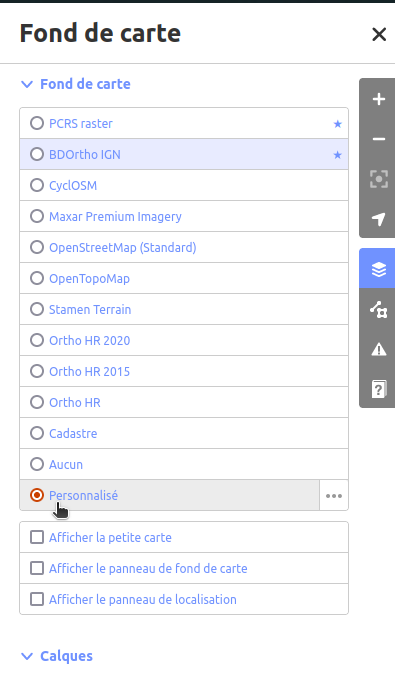 Fond de carte
Fond de carte
PCRS raster
BDOrtho IGN
CyclOSM
Maxar Premium Imagery
OpenStreetMap (Standard)
OpenTopoMap
Stamen Terrain
Ortho HR 2020
Ortho HR 2015
Ortho HR
Cadastre
Aucun
Personnalisé
Afficher la petite carte
Afficher le panneau de fond de carte
Afficher le panneau de localisation
Calques